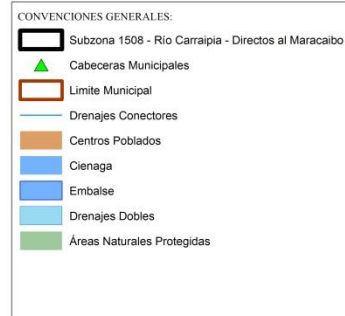 CONVENCIONES GENERALES:
Subzona 1508 - Río Carraipia - Directos al Maracaibo
Cabeceras Municipales
Limite Municipal
Drenajes Conectores
Centros Poblados
Cienaga
Embalse
Drenajes Dobles
Áreas Naturales Protegidas